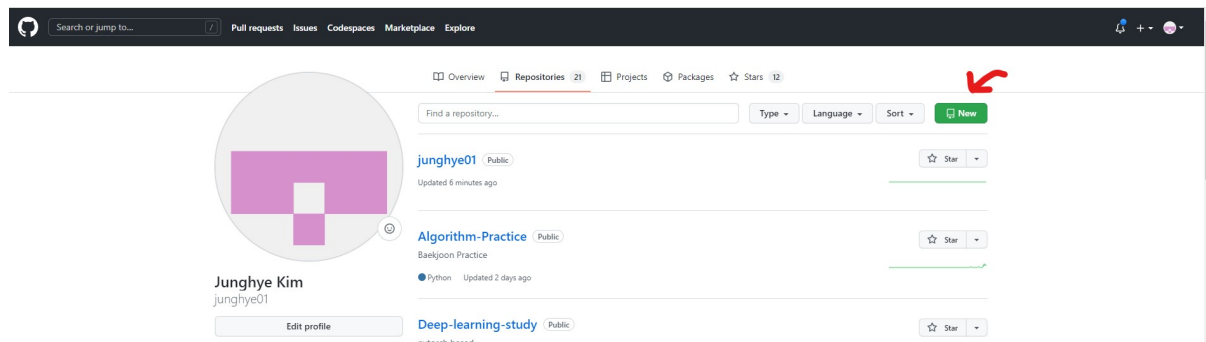 Search or jump to... /
Pull requests Issues Codespaces Marketplace Explore
Overview Repositories 21 Projects Packages Stars 12
Find a repository... Type Language Sort New
junghye01 Public Star
Updated 6 minutes ago
Algorithm-Practice Public Star
Baekjoon Practice
Python Updated 2 days ago
Junghye Kim
junghye01
Edit profile
Deep-learning-study Public Star